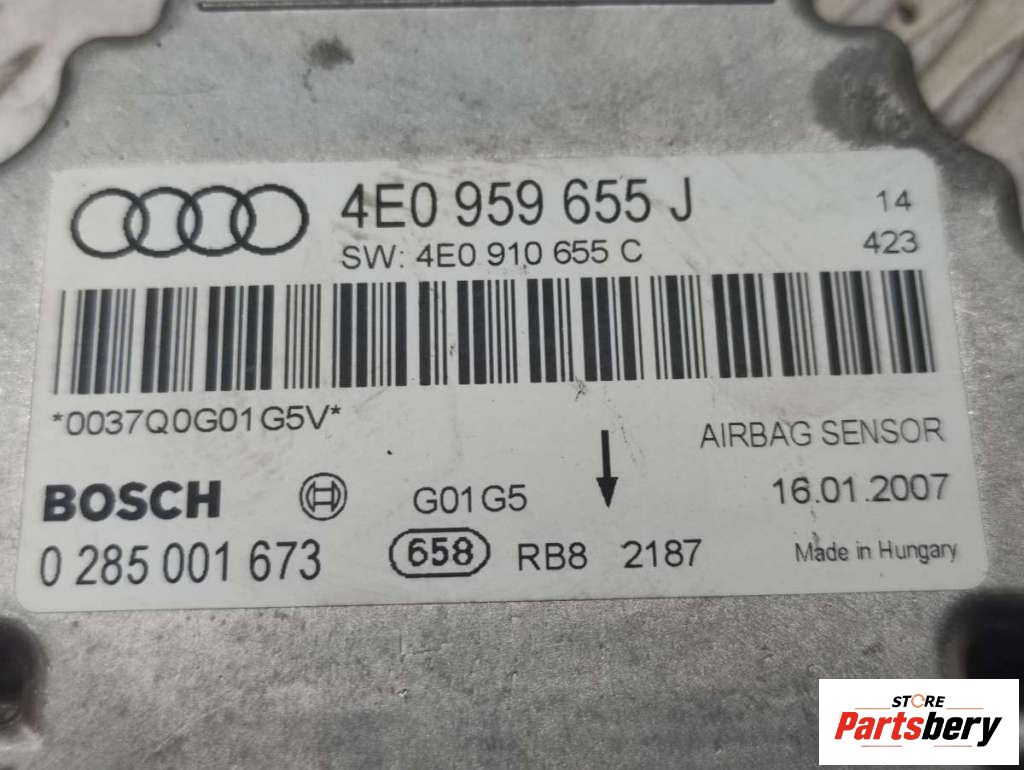 4E0 959 655 J
14
SW: 4E0 910 655 C
423
*0037Q0G01G5V*
AIRBAG SENSOR
BOSCH
G01G5
16.01.2007
0 285 001 673
658
RB8 2187
Made in Hungary
STORE
Partsbery